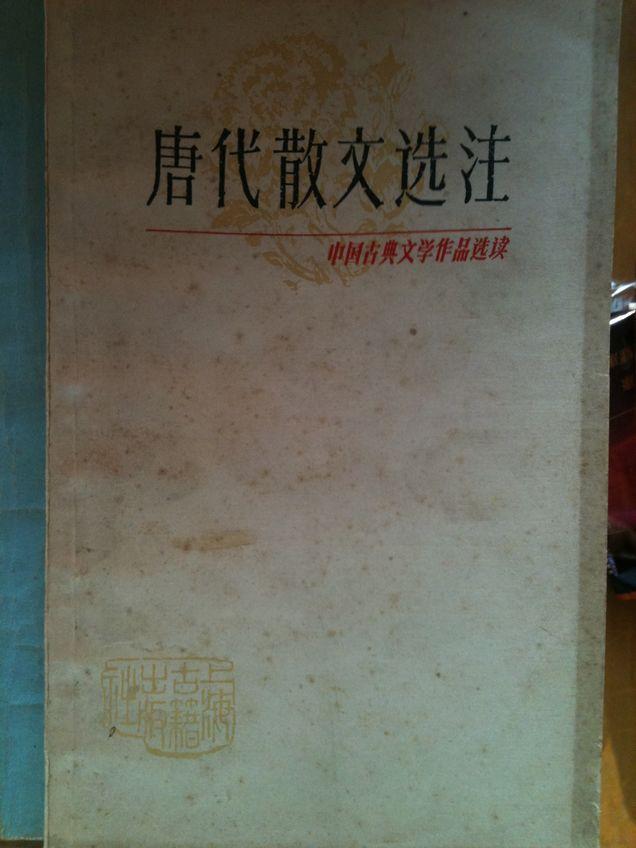 唐代散文选注
中国古典文学作品选读
上海
古籍
出版
社